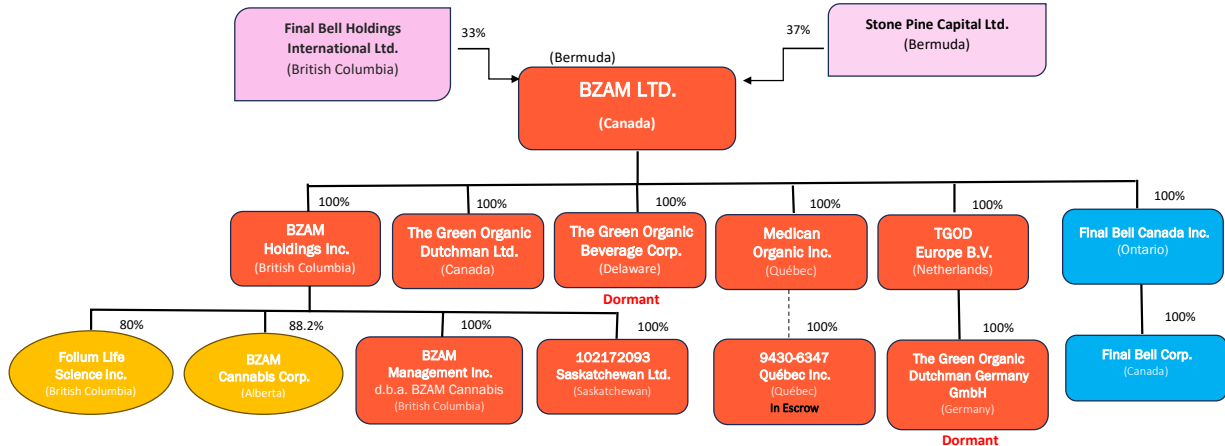 Final Bell Holdings
International Ltd.
(British Columbia)
33%
37%
Stone Pine Capital Ltd.
(Bermuda)
(Bermuda)
BZAM LTD.
(Canada)
100%
100%
100%
100%
100%
100%
BZAM
Holdings Inc.
(British Columbia)
The Green Organic
Dutchman Ltd.
(Canada)
The Green Organic
Beverage Corp.
(Delaware)
Dormant
Medican
Organic Inc.
(Québec)
TGOD
Europe B.V.
(Netherlands)
Final Bell Canada Inc.
(Ontario)
80%
88.2%
100%
100%
100%
100%
100%
Folium Life
Science Inc.
(British Columbia)
BZAM
Cannabis Corp.
(Alberta)
BZAM
Management Inc.
d.b.a. BZAM Cannabis
(British Columbia)
102172093
Saskatchewan Ltd.
(Saskatchewan)
9430-6347
Québec Inc.
(Québec)
In Escrow
The Green Organic
Dutchman Germany
GmbH
(Germany)
Dormant
Final Bell Corp.
(Canada)